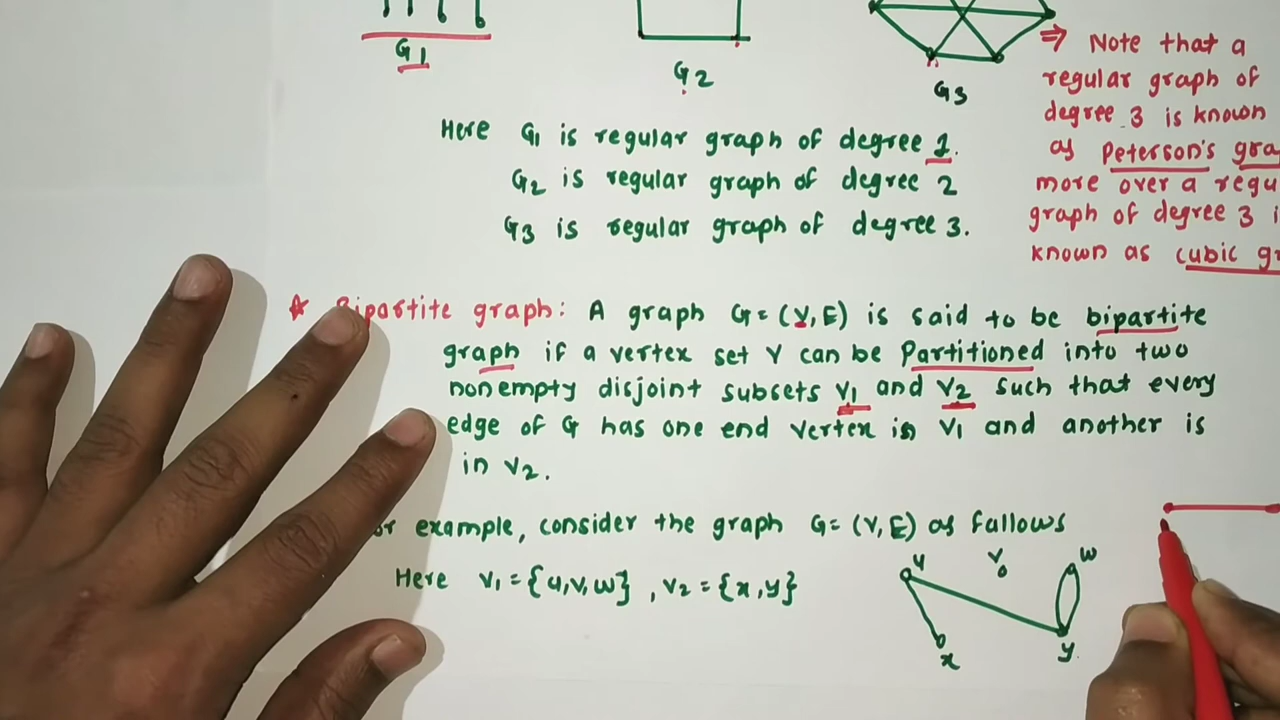 G1
G2
G3
⇒ Note that a
regular graph of
degree 3 is known
as Peterson's
more over a
graph of degree 3
known as cubic
Here G1 is regular graph of degree 1.
G2 is regular graph of degree 2
G3 is regular graph of degree 3.
* Bipartite graph: A graph G=(V,E) is said to be bipartite
graph if a vertex set V can be Partitioned into two
nonempty disjoint subsets V1 and V2 such that every
edge of G has one end vertex in V1 and another is
in V2.
example, consider the graph G=(V,E) as follows
Here V1={u,v,w}, V2={x,y}
u
v
w
x
y